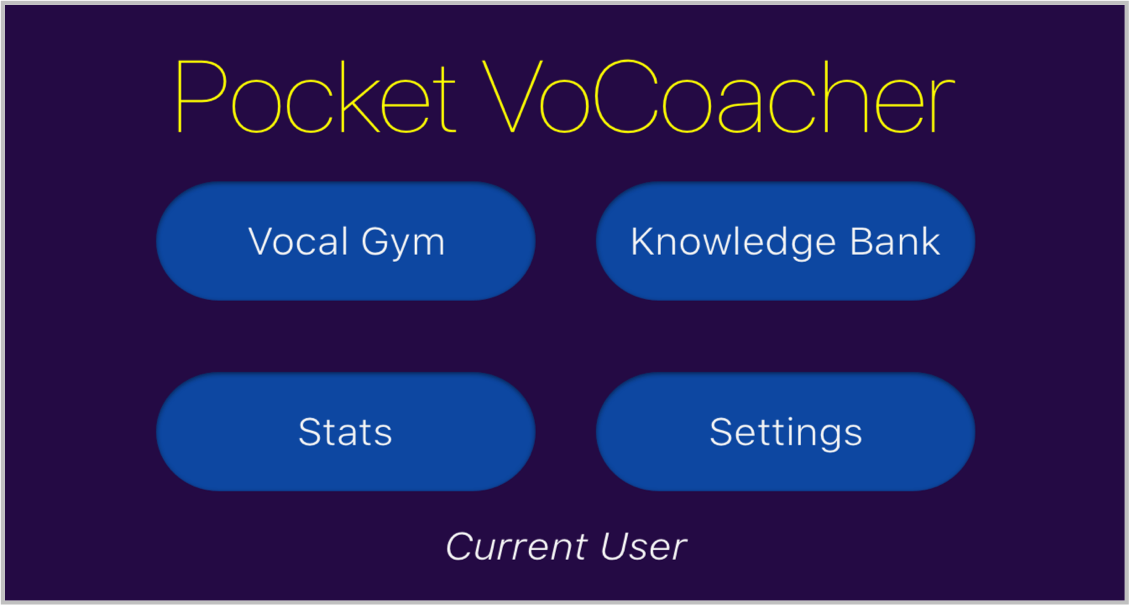 Pocket VoCoacher
Vocal Gym
Knowledge Bank
Stats
Settings
Current User